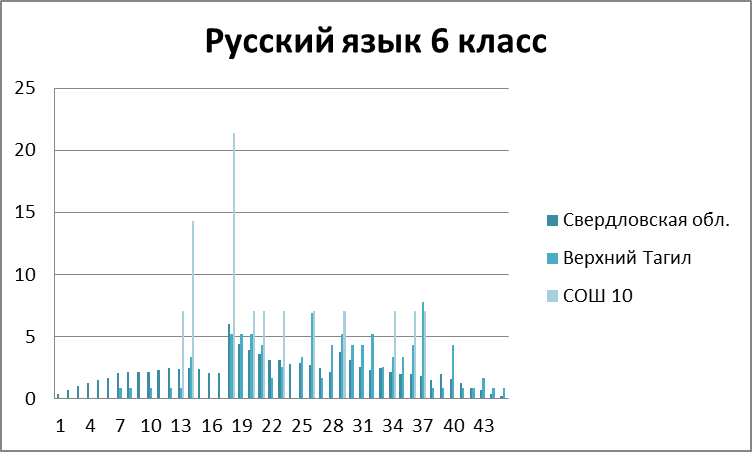 Русский язык 6 класс
25
20
15
10
5
0
1 4 7 10 13 16 19 22 25 28 31 34 37 40 43
Свердловская обл.
Верхний Тагил
СОШ 10